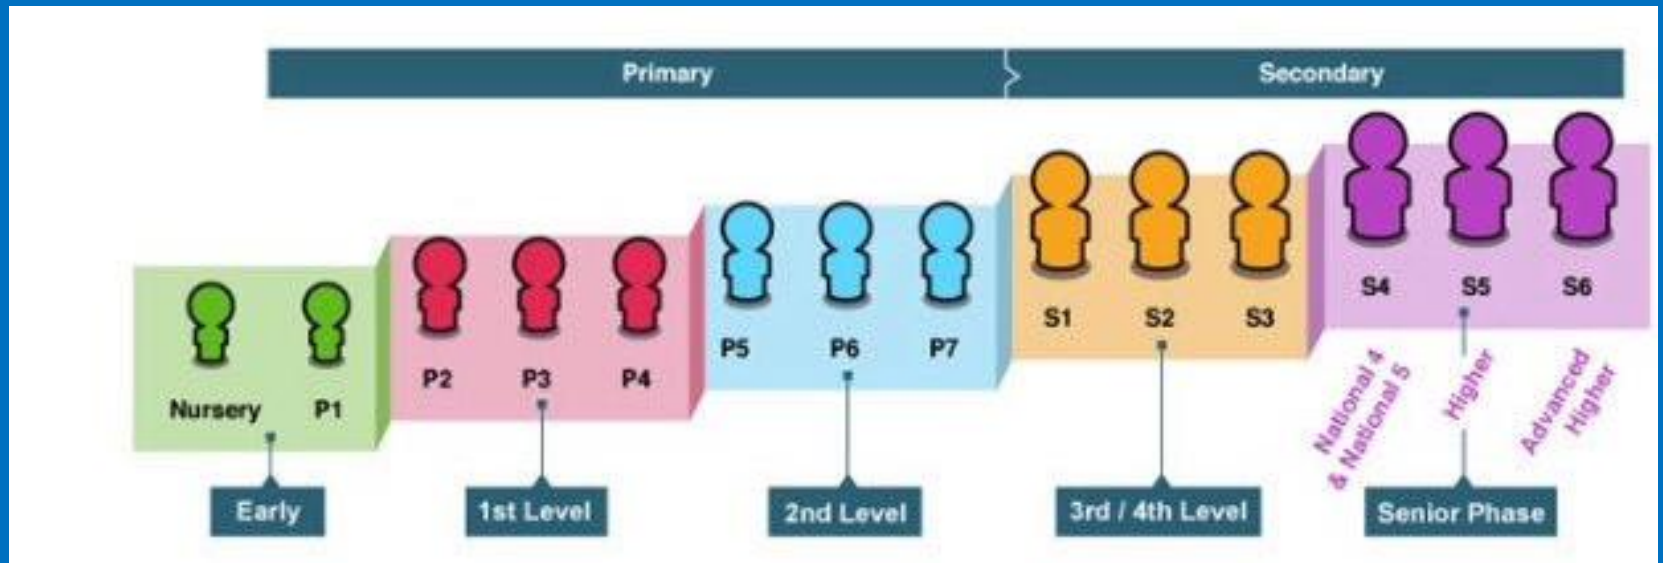 Primary
Secondary
Nursery
P1
P2
P3
P4
P5
P6
P7
S1
S2
S3
S4
S5
S6
National 4
& National 5
Higher
Advanced
Higher
Early
1st Level
2nd Level
3rd / 4th Level
Senior Phase